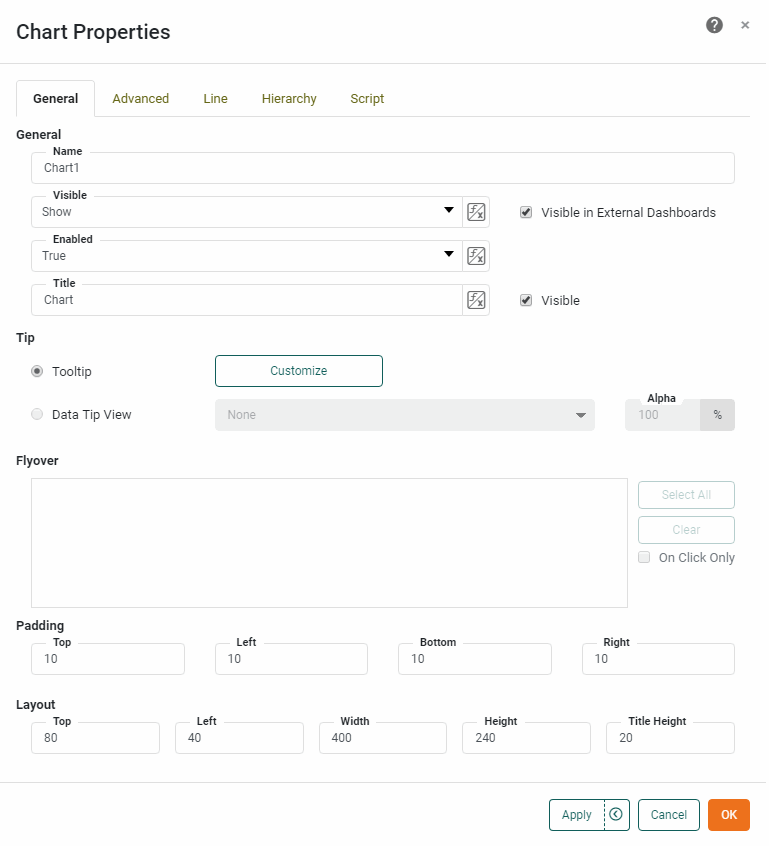 Chart Properties
General Advanced Line Hierarchy Script
General
Name
Chart1
Visible
Show
Visible in External Dashboards
Enabled
True
Title
Chart
Visible
Tip
Tooltip Customize
Data Tip View None
Alpha
100 %
Flyover
Select All
Clear
On Click Only
Padding
Top Left Bottom Right
10 10 10 10
Layout
Top Left Width Height Title Height
80 40 400 240 20
Apply Cancel OK